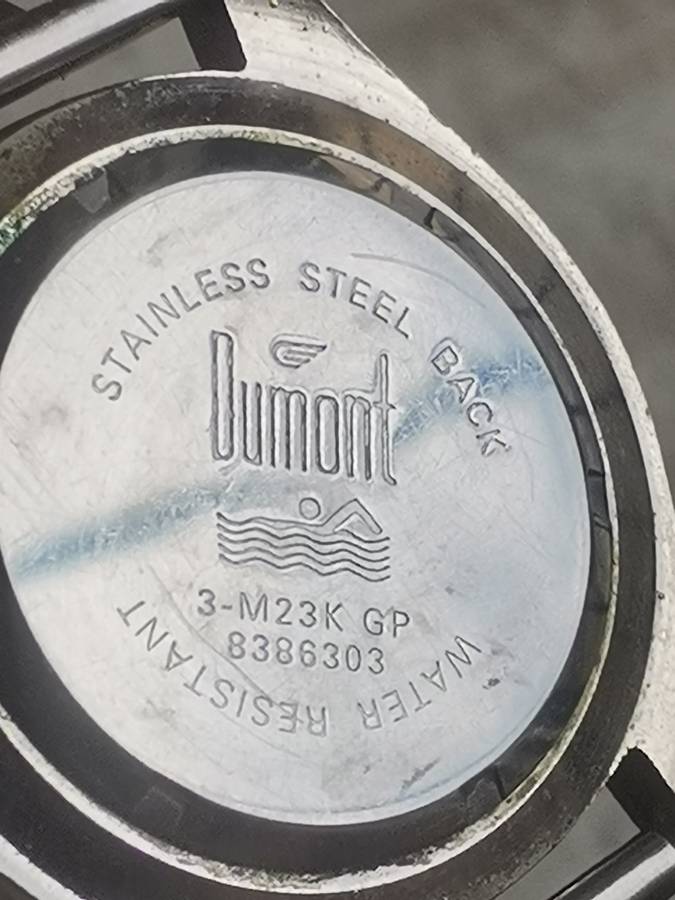 STAINLESS STEEL BACK
Dumont
3-M23K GP
8386303
WATER RESISTANT